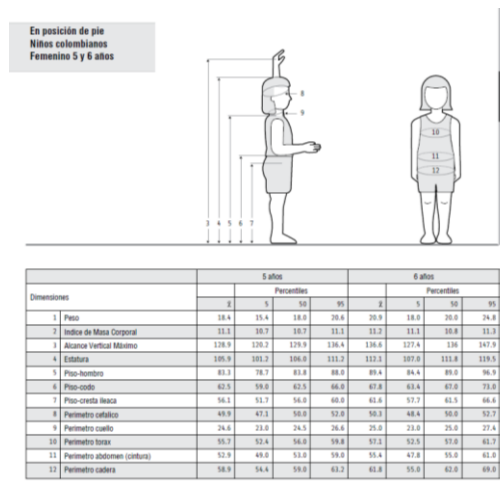 En posición de pie
Niños colombianos
Femenino 5 y 6 años
8
9
10
11
12
3 4 5 6 7
5 años 6 años
Dimensiones Percentiles Percentiles
x̄ 5 50 95 x̄ 5 50 95
1 Peso 18.4 15.4 18.0 20.6 20.9 18.0 20.0 24.8
2 Indice de Masa Corporal 11.1 10.7 10.7 11.1 11.2 11.1 10.8 11.3
3 Alcance Vertical Máximo 128.9 120.2 129.9 136.4 136.6 127.4 136 147.9
4 Estatura 105.9 101.2 106.0 111.2 112.1 107.0 111.8 119.5
5 Piso-hombro 83.3 78.7 83.8 88.0 89.4 84.4 89.0 96.9
6 Piso-codo 62.5 59.0 62.5 66.0 67.8 63.4 67.0 73.0
7 Piso-cresta ileaca 56.1 51.7 56.0 60.0 61.6 57.7 61.5 66.6
8 Perimetro cefalico 49.9 47.1 50.0 52.0 50.3 48.4 50.0 52.7
9 Perimetro cuello 24.6 23.0 24.5 26.6 25.0 23.0 25.0 27.4
10 Perimetro torax 55.7 52.4 56.0 59.8 57.1 52.5 57.0 61.7
11 Perimetro abdomen (cintura) 52.9 49.0 53.0 59.0 55.4 47.8 55.0 61.0
12 Perimetro cadera 58.9 54.4 59.0 63.2 61.8 55.0 62.0 69.0